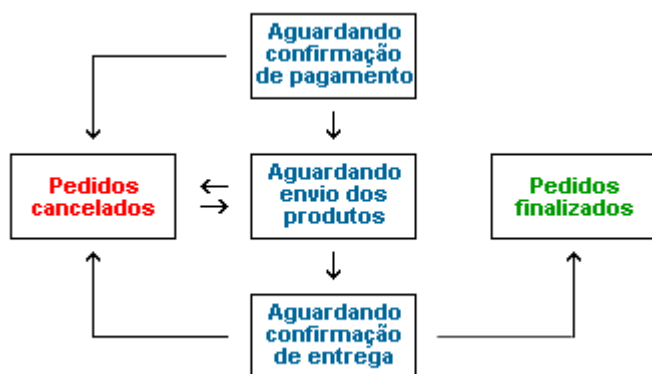 Aguardando
confirmação
de pagamento
Pedidos
cancelados
Aguardando
envio dos
produtos
Pedidos
finalizados
Aguardando
confirmação
de entrega